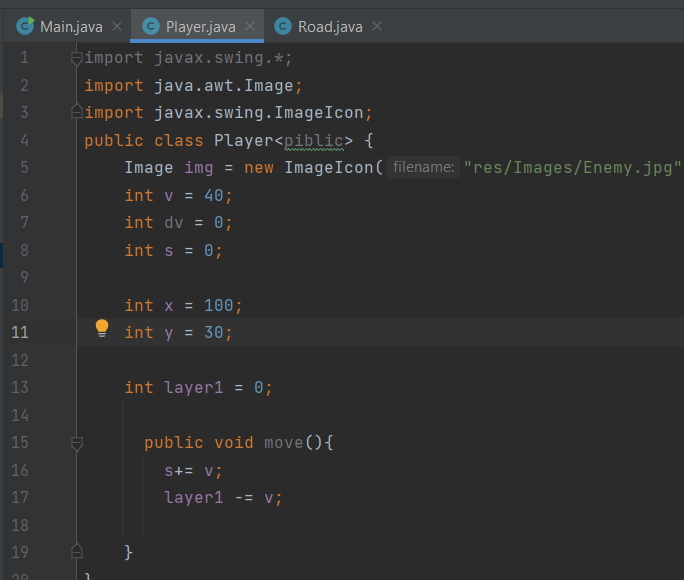 Main.java Player.java Road.java
1 import javax.swing.*;
2 import java.awt.Image;
3 import javax.swing.ImageIcon;
4 public class Player<piblic> {
5 Image img = new ImageIcon( filename: "res/Images/Enemy.jpg"
6 int v = 40;
7 int dv = 0;
8 int s = 0;
9
10 int x = 100;
11 int y = 30;
12
13 int layer1 = 0;
14
15 public void move(){
16 s+= v;
17 layer1 -= v;
18
19 }
20 }